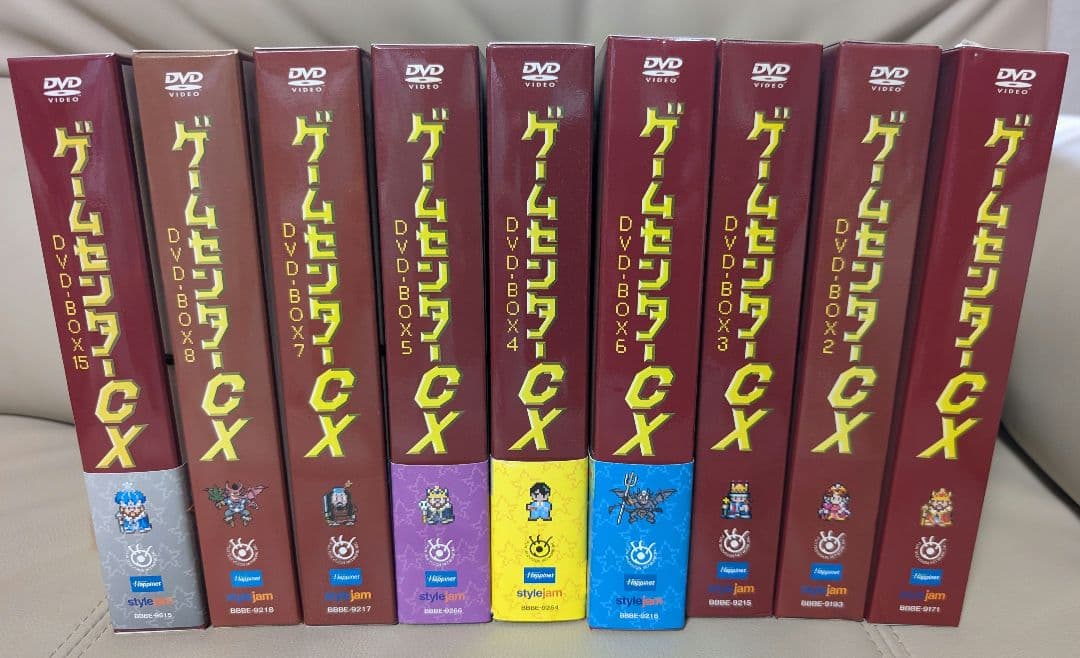 DVD
VIDEO
ゲームセンターCX
DVD-BOX15
Happinet
stylejam
DVD
VIDEO
ゲームセンターCX
DVD-BOX8
Happinet
stylejam
BBBE-9218
DVD
VIDEO
ゲームセンターCX
DVD-BOX7
Happinet
stylejam
BBBE-9217
DVD
VIDEO
ゲームセンターCX
DVD-BOX5
Happinet
stylejam
DVD
VIDEO
ゲームセンターCX
DVD-BOX4
Happinet
stylejam
DVD
VIDEO
ゲームセンターCX
DVD-BOX6
Happinet
stylejam
BBBE-9216
DVD
VIDEO
ゲームセンターCX
DVD-BOX3
Happinet
stylejam
BBBE-9215
DVD
VIDEO
ゲームセンターCX
DVD-BOX2
Happinet
stylejam
BBBE-9193
DVD
VIDEO
ゲームセンターCX
Happinet
stylejam
BBBE-9171